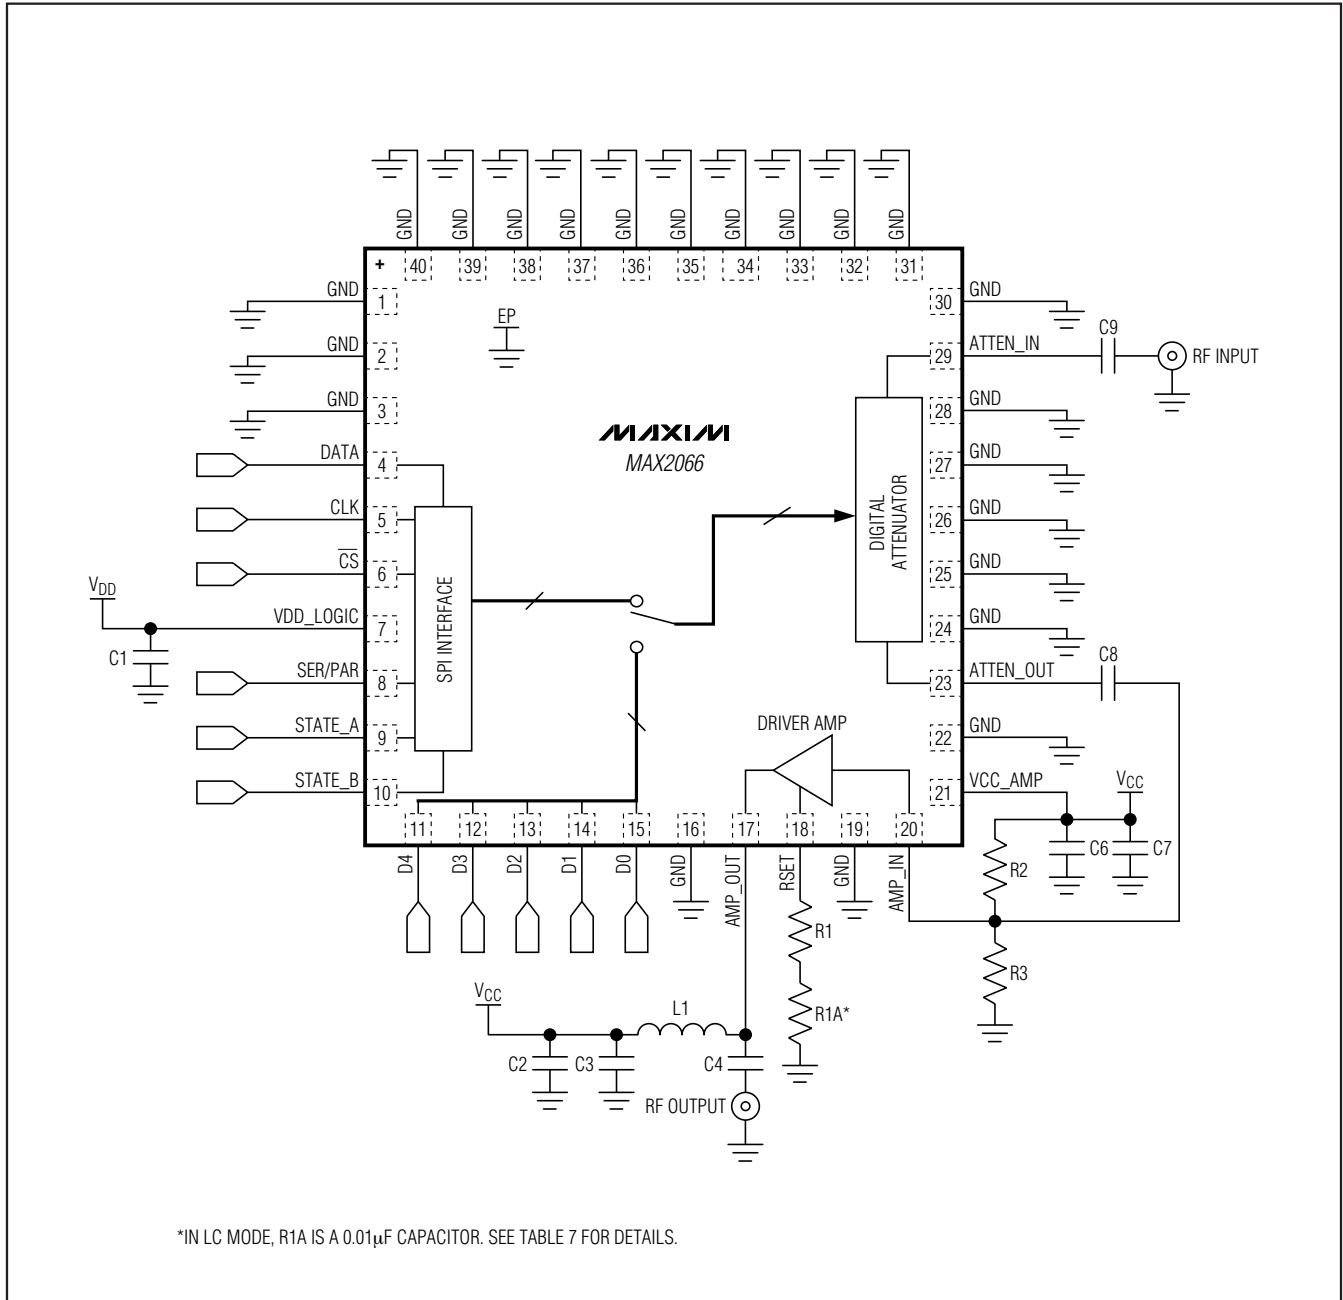 GND GND GND GND GND GND GND GND GND GND
+ 40 39 38 37 36 35 34 33 32 31
GND 1
30 GND
EP
GND 2
29 ATTEN_IN
C9
RF INPUT
GND 3
28 GND
MAXIM
MAX2066
DATA 4
27 GND
CLK 5
26 GND
CS 6
25 GND
SPI INTERFACE
DIGITAL
ATTENUATOR
VDD
VDD_LOGIC 7
C1
24 GND
SER/PAR 8
23 ATTEN_OUT
C8
STATE_A 9
DRIVER AMP
22 GND
STATE_B 10
21 VCC_AMP
VCC
11 12 13 14 15 16 17 18 19 20
D4 D3 D2 D1 D0 GND AMP_OUT RSET GND AMP_IN
R2
C6
C7
R1
R3
VCC
L1
R1A*
C2 C3 C4
RF OUTPUT
*IN LC MODE, R1A IS A 0.01μF CAPACITOR. SEE TABLE 7 FOR DETAILS.